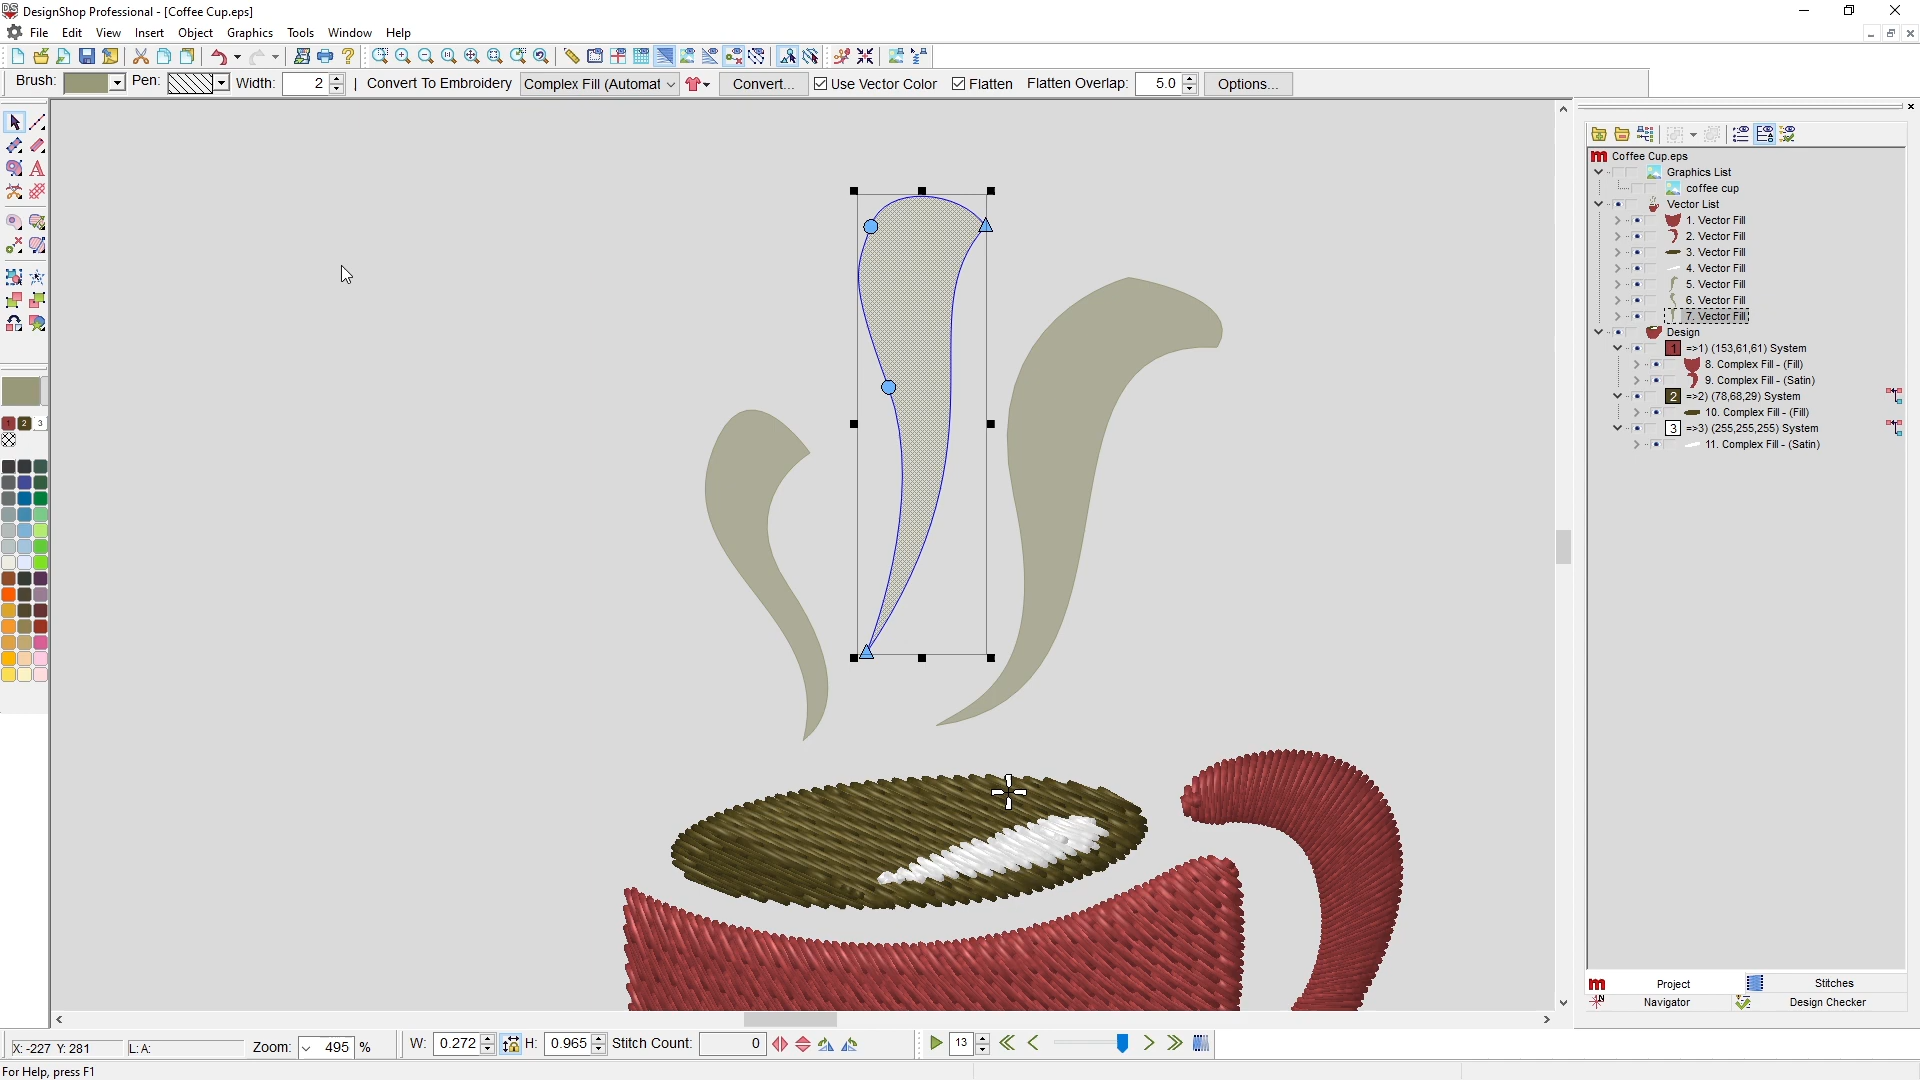 DesignShop Professional - [Coffee Cup.eps]
File Edit View Insert Object Graphics Tools Window Help
Brush: Pen: Width: 2 | Convert To Embroidery Complex Fill (Automat Convert... Use Vector Color Flatten Flatten Overlap: 5.0 Options...
Coffee Cup.eps
Graphics List
coffee cup
Vector List
1. Vector Fill
2. Vector Fill
3. Vector Fill
4. Vector Fill
5. Vector Fill
6. Vector Fill
7. Vector Fill
Design
1 =>1) (153,61,61) System
8. Complex Fill - (Fill)
9. Complex Fill - (Satin)
2 =>2) (78,68,29) System
10. Complex Fill - (Fill)
3 =>3) (255,255,255) System
11. Complex Fill - (Satin)
1 2 3
Project Stitches
Navigator Design Checker
X: -227 Y: 281 L: A: Zoom: 495 % W: 0.272 H: 0.965 Stitch Count: 0 13
For Help, press F1